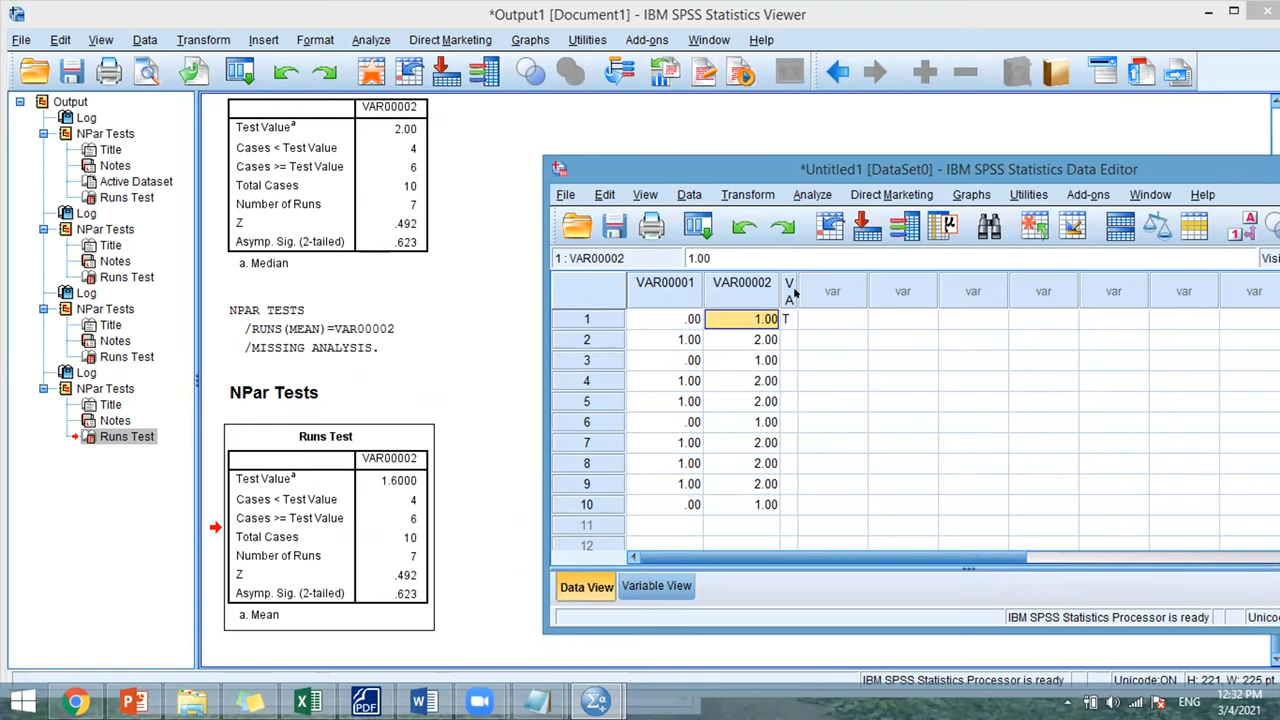 *Output1 [Document1] - IBM SPSS Statistics Viewer
File Edit View Data Transform Insert Format Analyze Direct Marketing Graphs Utilities Add-ons Window Help
Output
Log
NPar Tests
Title
Notes
Active Dataset
Runs Test
Log
NPar Tests
Title
Notes
Runs Test
Log
NPar Tests
Title
Notes
Runs Test
Log
NPar Tests
Title
Notes
Runs Test
VAR00002
Test Valueª 2.00
Cases < Test Value 4
Cases >= Test Value 6
Total Cases 10
Number of Runs 7
Z .492
Asymp. Sig. (2-tailed) .623
a. Median
NPAR TESTS
/RUNS(MEAN)=VAR00002
/MISSING ANALYSIS.
NPar Tests
Runs Test
VAR00002
Test Valueª 1.6000
Cases < Test Value 4
Cases >= Test Value 6
Total Cases 10
Number of Runs 7
Z .492
Asymp. Sig. (2-tailed) .623
a. Mean
*Untitled1 [DataSet0] - IBM SPSS Statistics Data Editor
File Edit View Data Transform Analyze Direct Marketing Graphs Utilities Add-ons Window Help
1 : VAR00002 1.00 Visi
VAR00001 VAR00002 V A var var var var var var var
1 .00 1.00 T
2 1.00 2.00
3 .00 1.00
4 1.00 2.00
5 1.00 2.00
6 .00 1.00
7 1.00 2.00
8 1.00 2.00
9 1.00 2.00
10 .00 1.00
11
12
Data View Variable View
IBM SPSS Statistics Processor is ready Unico
IBM SPSS Statistics Processor is ready Unicode:ON H: 221, W: 225 pt.
ENG
12:32 PM
3/4/2021